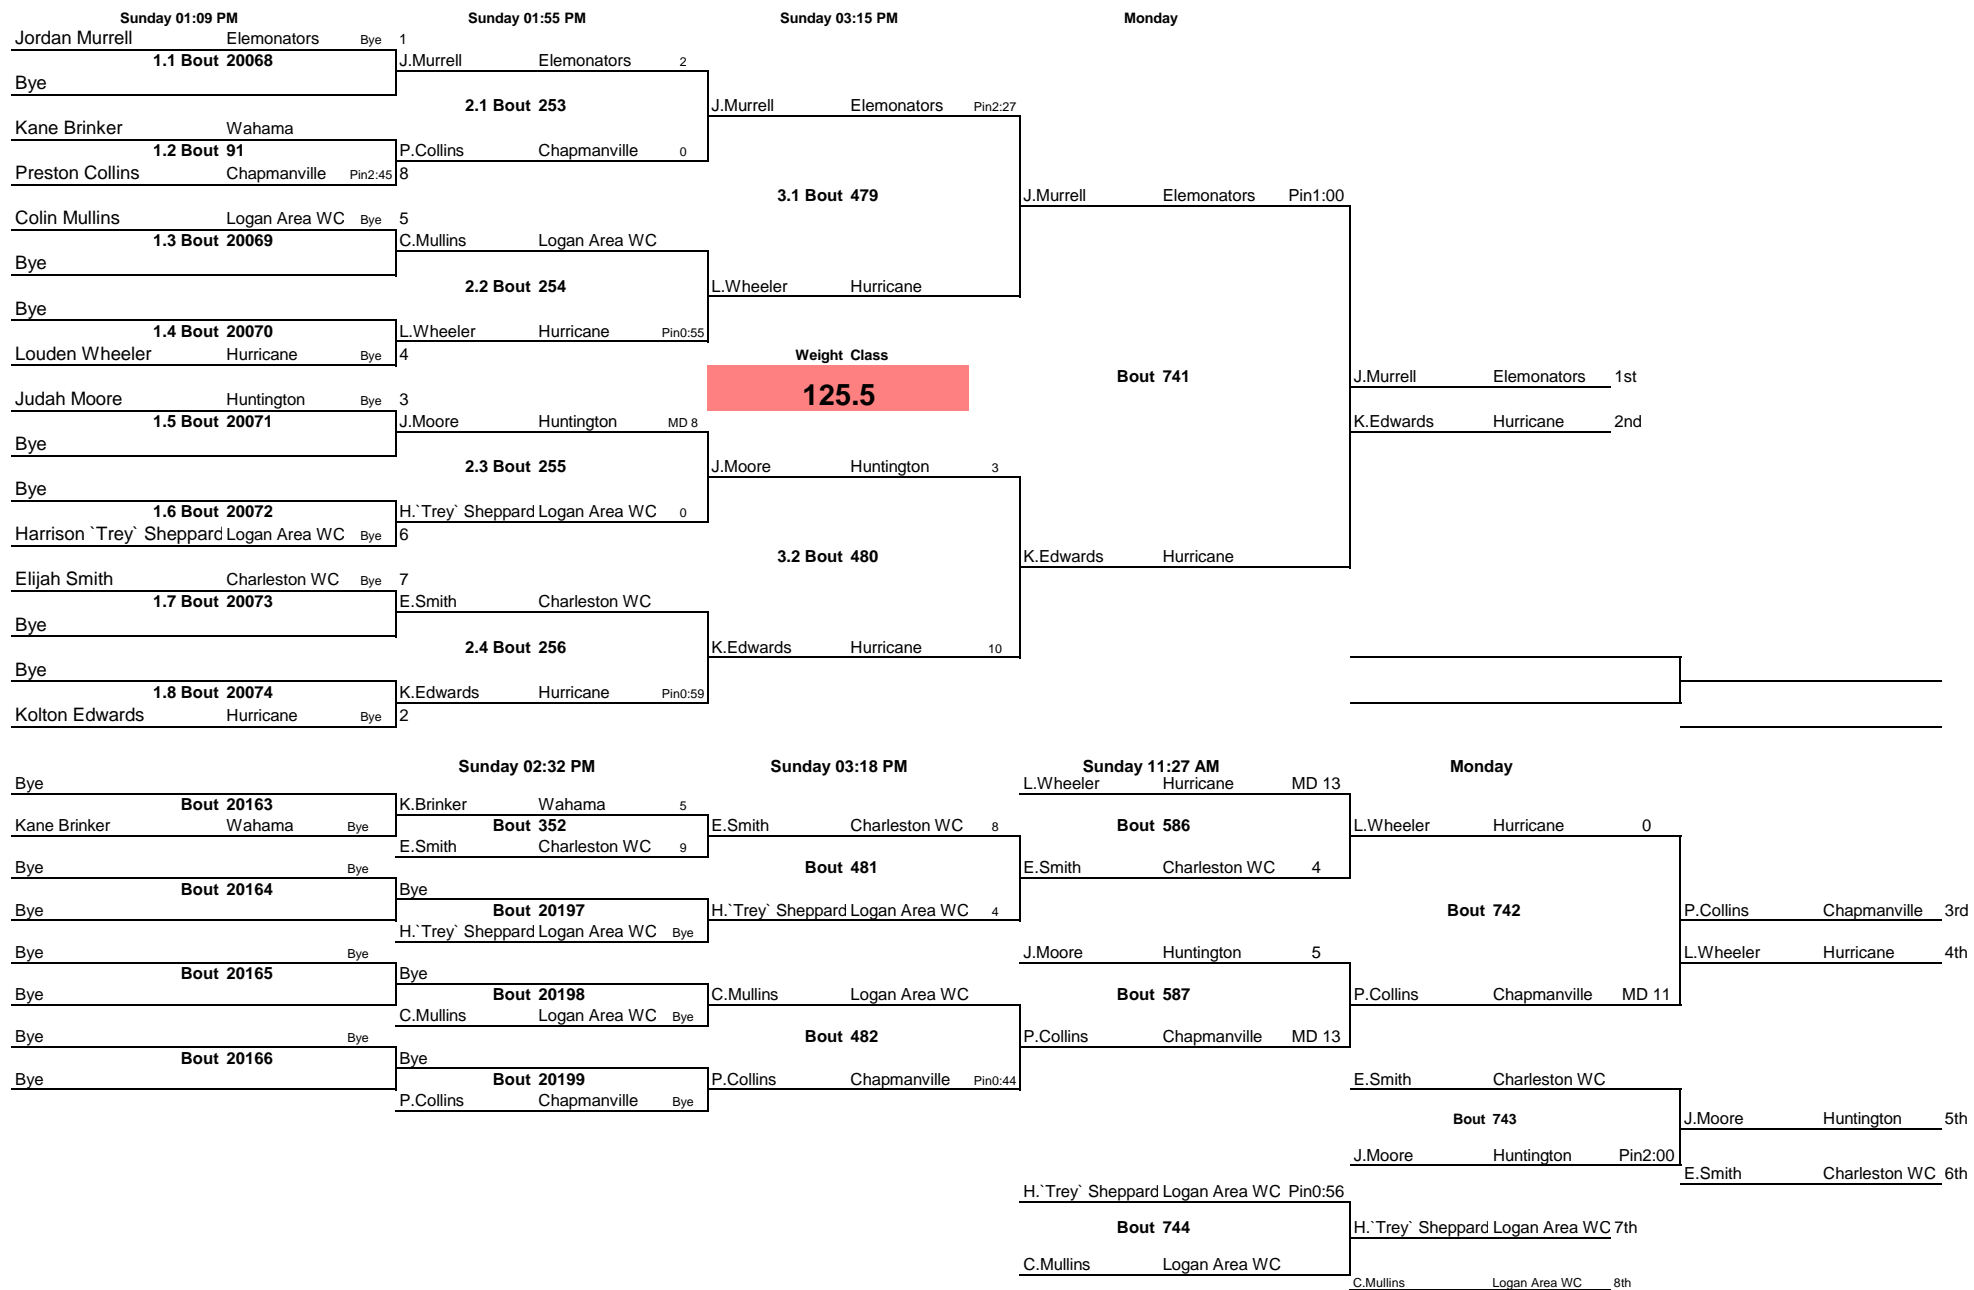 Sunday 01:09 PM Sunday 01:55 PM Sunday 03:15 PM Monday
Jordan Murrell Elemonators Bye 1
1.1 Bout 20068 J.Murrell Elemonators 2
Bye
2.1 Bout 253 J.Murrell Elemonators Pin2:27
Kane Brinker Wahama
1.2 Bout 91 P.Collins Chapmanville 0
Preston Collins Chapmanville Pin2:45 8
3.1 Bout 479 J.Murrell Elemonators Pin1:00
Colin Mullins Logan Area WC Bye 5
1.3 Bout 20069 C.Mullins Logan Area WC
Bye
2.2 Bout 254 L.Wheeler Hurricane
Bye
1.4 Bout 20070 L.Wheeler Hurricane Pin0:55
Louden Wheeler Hurricane Bye 4 Weight Class
Bout 741 J.Murrell Elemonators 1st
Judah Moore Huntington Bye 3 125.5
1.5 Bout 20071 J.Moore Huntington MD 8 K.Edwards Hurricane 2nd
Bye
2.3 Bout 255 J.Moore Huntington 3
Bye
1.6 Bout 20072 H.`Trey` Sheppard Logan Area WC 0
Harrison `Trey` Sheppard Logan Area WC Bye 6
3.2 Bout 480 K.Edwards Hurricane
Elijah Smith Charleston WC Bye 7
1.7 Bout 20073 E.Smith Charleston WC
Bye
2.4 Bout 256 K.Edwards Hurricane 10
Bye
1.8 Bout 20074 K.Edwards Hurricane Pin0:59
Kolton Edwards Hurricane Bye 2
Sunday 02:32 PM Sunday 03:18 PM Sunday 11:27 AM Monday
Bye L.Wheeler Hurricane MD 13
Bout 20163 K.Brinker Wahama 5
Kane Brinker Wahama Bye Bout 352 E.Smith Charleston WC 8 Bout 586 L.Wheeler Hurricane 0
E.Smith Charleston WC 9
Bye Bye Bout 481 E.Smith Charleston WC 4
Bout 20164 Bye
Bye Bout 20197 H.`Trey` Sheppard Logan Area WC 4 Bout 742 P.Collins Chapmanville 3rd
H.`Trey` Sheppard Logan Area WC Bye
Bye Bye J.Moore Huntington 5 L.Wheeler Hurricane 4th
Bout 20165 Bye
Bye Bout 20198 C.Mullins Logan Area WC Bout 587 P.Collins Chapmanville MD 11
C.Mullins Logan Area WC Bye
Bye Bye Bout 482 P.Collins Chapmanville MD 13
Bout 20166 Bye
Bye Bout 20199 P.Collins Chapmanville Pin0:44 E.Smith Charleston WC
P.Collins Chapmanville Bye
Bout 743 J.Moore Huntington 5th
J.Moore Huntington Pin2:00
E.Smith Charleston WC 6th
H.`Trey` Sheppard Logan Area WC Pin0:56
Bout 744 H.`Trey` Sheppard Logan Area WC 7th
C.Mullins Logan Area WC
C.Mullins Logan Area WC 8th